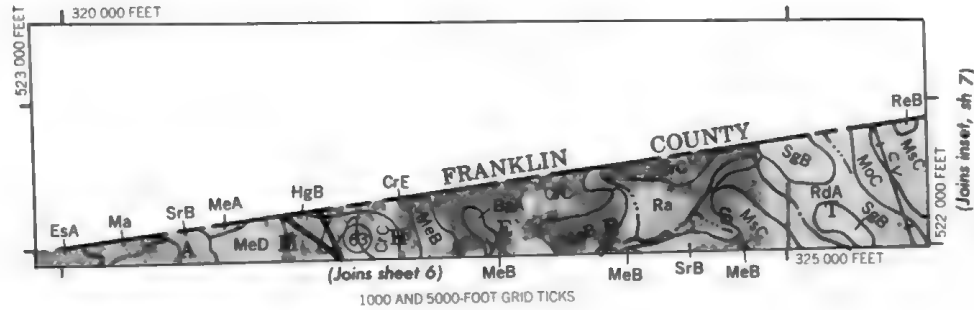 320 000 FEET
523 000 FEET
(Joins inset, sh 7)
ReB
COUNTY
FRANKLIN
SgB
MoC
MsC
C V
CrE
HgB
MeA
SrB
Ma
EsA
RdA
Ra
MeB
MsC
SgB
T
A
MeD
83
522 000 FEET
(Joins sheet 6)
MeB
MeB
SrB
MeB
325 000 FEET
1000 AND 5000-FOOT GRID TICKS